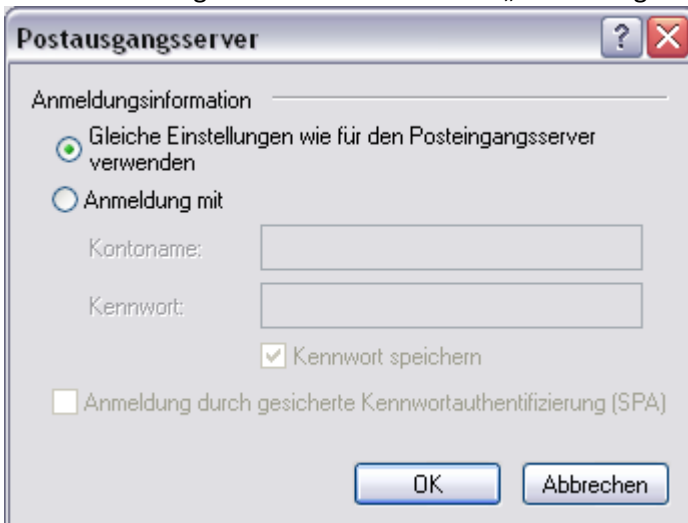 Postausgangsserver
Anmeldungsinformation
Gleiche Einstellungen wie für den Posteingangsserver
verwenden
Anmeldung mit
Kontoname:
Kennwort:
Kennwort speichern
Anmeldung durch gesicherte Kennwortauthentifizierung (SPA)
OK Abbrechen